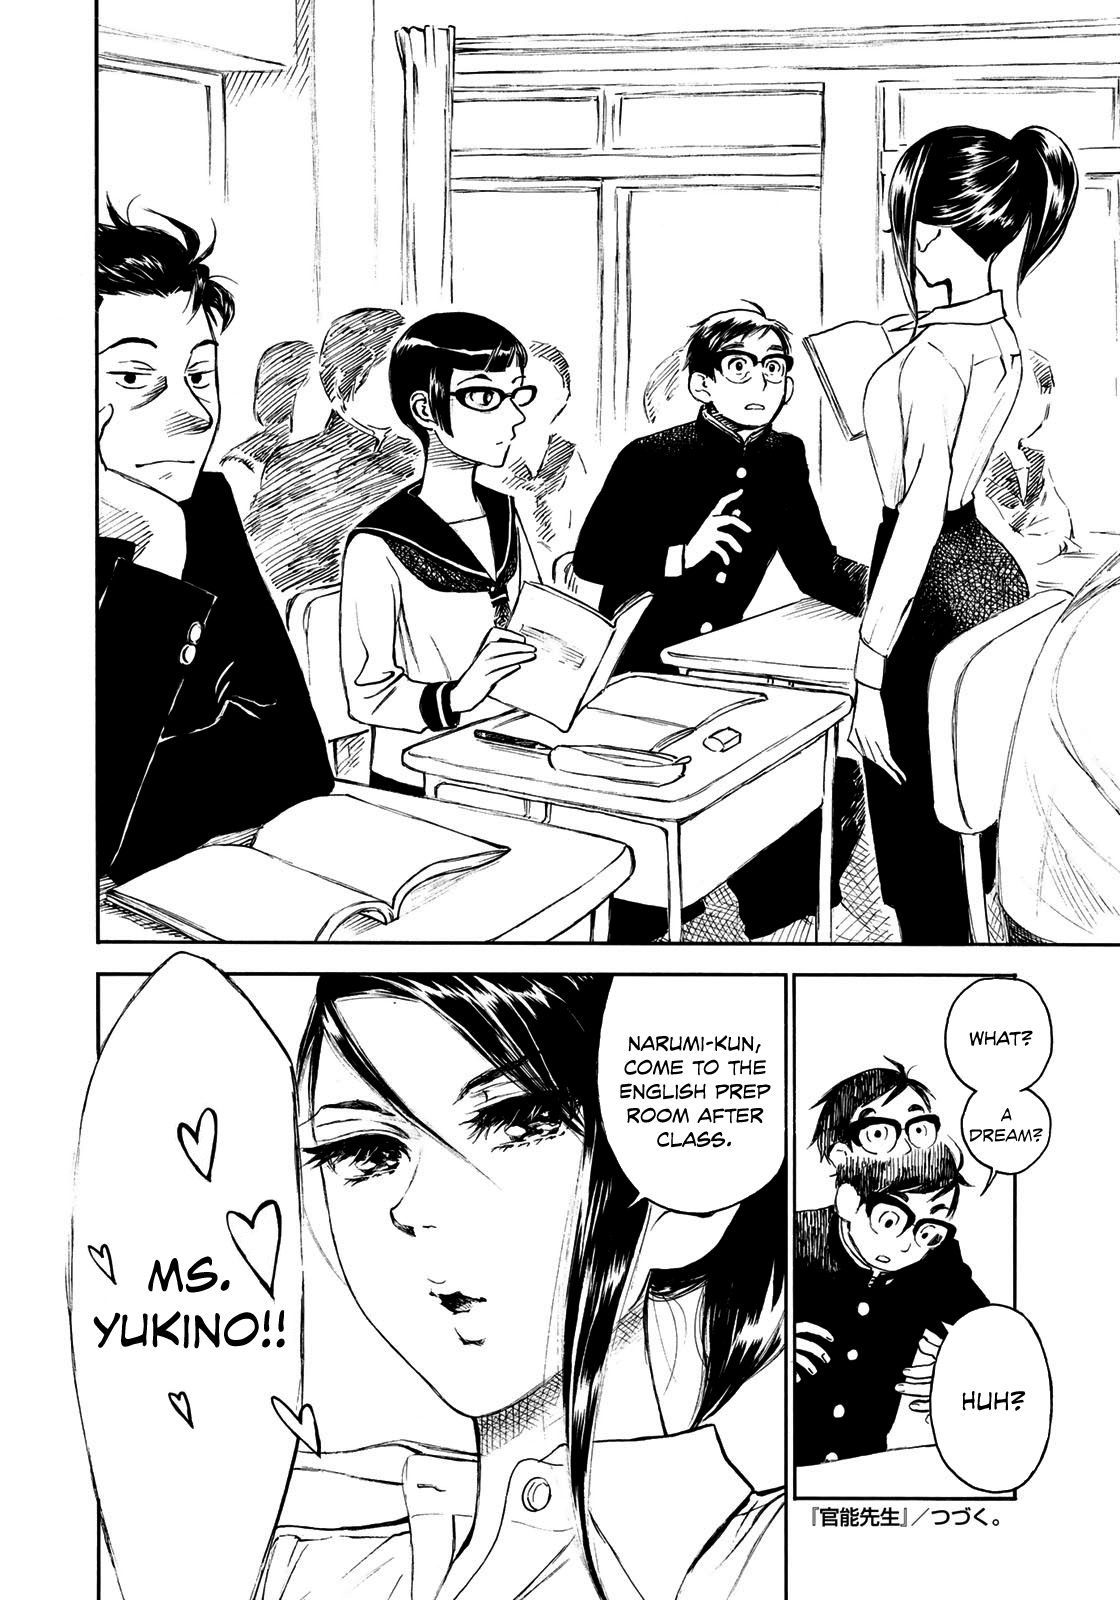 WHAT?
A
DREAM?
HUH?
NARUMI-KUN,
COME TO THE
ENGLISH PREP
ROOM AFTER
CLASS.
MS.
YUKINO!!
『官能先生』／つづく。